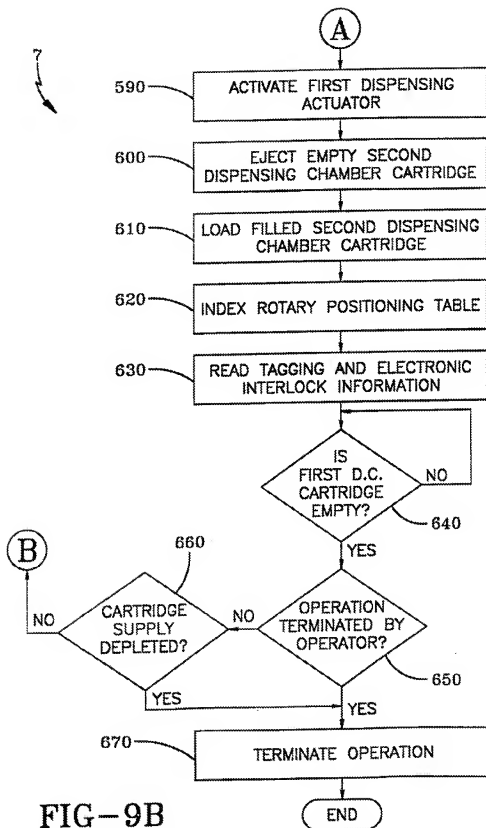 A
7
590
ACTIVATE FIRST DISPENSING
ACTUATOR
600
EJECT EMPTY SECOND
DISPENSING CHAMBER CARTRIDGE
610
LOAD FILLED SECOND DISPENSING
CHAMBER CARTRIDGE
620
INDEX ROTARY POSITIONING TABLE
630
READ TAGGING AND ELECTRONIC
INTERLOCK INFORMATION
IS
FIRST D.C.
CARTRIDGE
EMPTY?
NO
640
YES
B
660
NO
CARTRIDGE
SUPPLY
DEPLETED?
NO
OPERATION
TERMINATED BY
OPERATOR?
650
YES
YES
670
TERMINATE OPERATION
FIG-9B
END